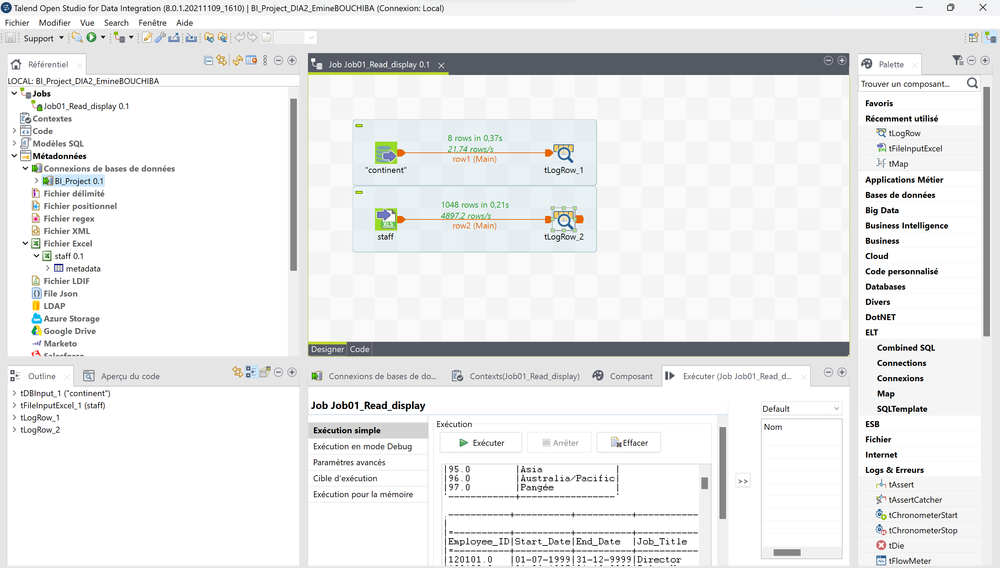 Talend Open Studio for Data Integration (8.0.1.20211109_1610) | BI_Project_DIA2_EmineBOUCHIBA (Connexion: Local)
Fichier Modifier Vue Search Fenêtre Aide
Support
Référentiel
LOCAL: BI_Project_DIA2_EmineBOUCHIBA
Jobs
Job01_Read_display 0.1
Contextes
Code
Modèles SQL
Métadonnées
Connexions de bases de données
BI_Project 0.1
Fichier délimité
Fichier positionnel
Fichier regex
Fichier XML
Fichier Excel
staff 0.1
metadata
Fichier LDIF
File Json
LDAP
Azure Storage
Google Drive
Marketo
Salesforce
Job Job01_Read_display 0.1
8 rows in 0,37s
21,74 rows/s
row1 (Main)
"continent"
tLogRow_1
1048 rows in 0,21s
4897,2 rows/s
row2 (Main)
XLS
staff
tLogRow_2
Designer Code
Palette
Trouver un composant...
Favoris
Récemment utilisé
tLogRow
tFileInputExcel
tMap
Applications Métier
Bases de données
Big Data
Business Intelligence
Business
Cloud
Code personnalisé
Databases
Divers
DotNET
ELT
Combined SQL
Connections
Connexions
Map
SQLTemplate
ESB
Fichier
Internet
Logs & Erreurs
tAssert
tAssertCatcher
tChronometerStart
tChronometerStop
tDie
tFlowMeter
Outline
Aperçu du code
tDBInput_1 ("continent")
tFileInputExcel_1 (staff)
tLogRow_1
tLogRow_2
Connexions de bases de do...
Contexts(Job01_Read_display)
Composant
Exécuter (Job Job01_Read_d...
Job Job01_Read_display
Exécution simple
Exécution en mode Debug
Paramètres avancés
Cible d'exécution
Exécution pour la mémoire
Exécution
Exécuter
Arrêter
Effacer
|95.0 |Asia |
|96.0 |Australia/Pacific|
|97.0 |Pangée |
|Employee_ID|Start_Date|End_Date |Job_Title
|120101.0 |01-07-1999|31-12-9999|Director
>>
Default
Nom